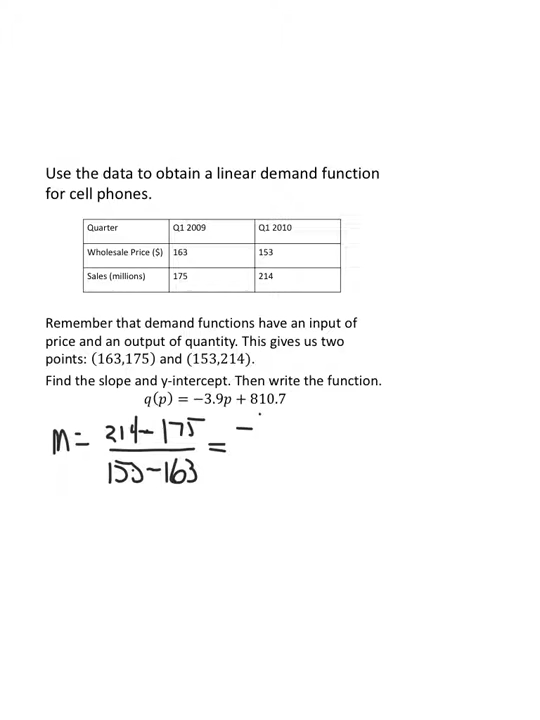 Use the data to obtain a linear demand function
for cell phones.
Quarter Q1 2009 Q1 2010
Wholesale Price ($) 163 153
Sales (millions) 175 214
Remember that demand functions have an input of
price and an output of quantity. This gives us two
points: (163,175) and (153,214).
Find the slope and y-intercept. Then write the function.
q(p) = −3.9p + 810.7
m = 214 − 175 / 153 − 163 = −